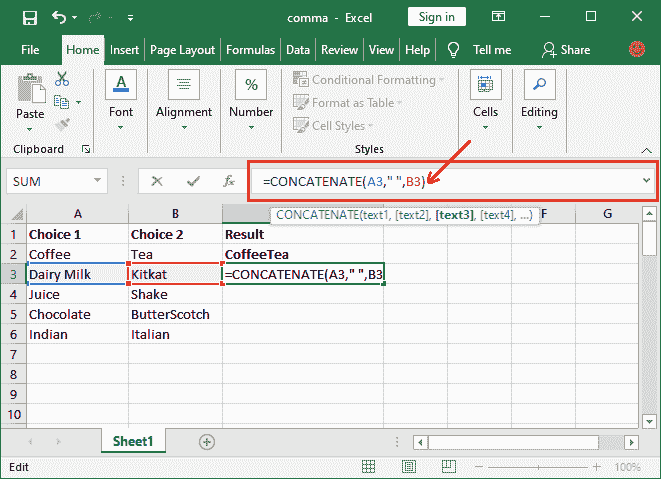 comma - Excel
Sign in
File Home Insert Page Layout Formulas Data Review View Help Tell me Share
Paste
Clipboard
Font
Alignment
%
Number
Conditional Formatting
Format as Table
Cell Styles
Styles
Cells
Editing
SUM fx =CONCATENATE(A3," ",B3)
CONCATENATE(text1, [text2], [text3], [text4], ...)
A B F G
1 Choice 1 Choice 2 Result
2 Coffee Tea CoffeeTea
3 Dairy Milk Kitkat =CONCATENATE(A3," ",B3
4 Juice Shake
5 Chocolate ButterScotch
6 Indian Italian
7
8
9
10
Sheet1
Edit 100%